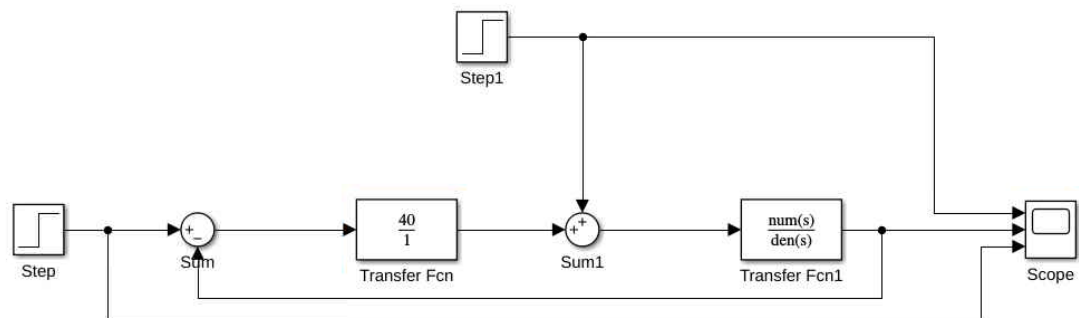 Step1
Step
+
−
Sum
40
1
Transfer Fcn
+
+
Sum1
num(s)
den(s)
Transfer Fcn1
Scope